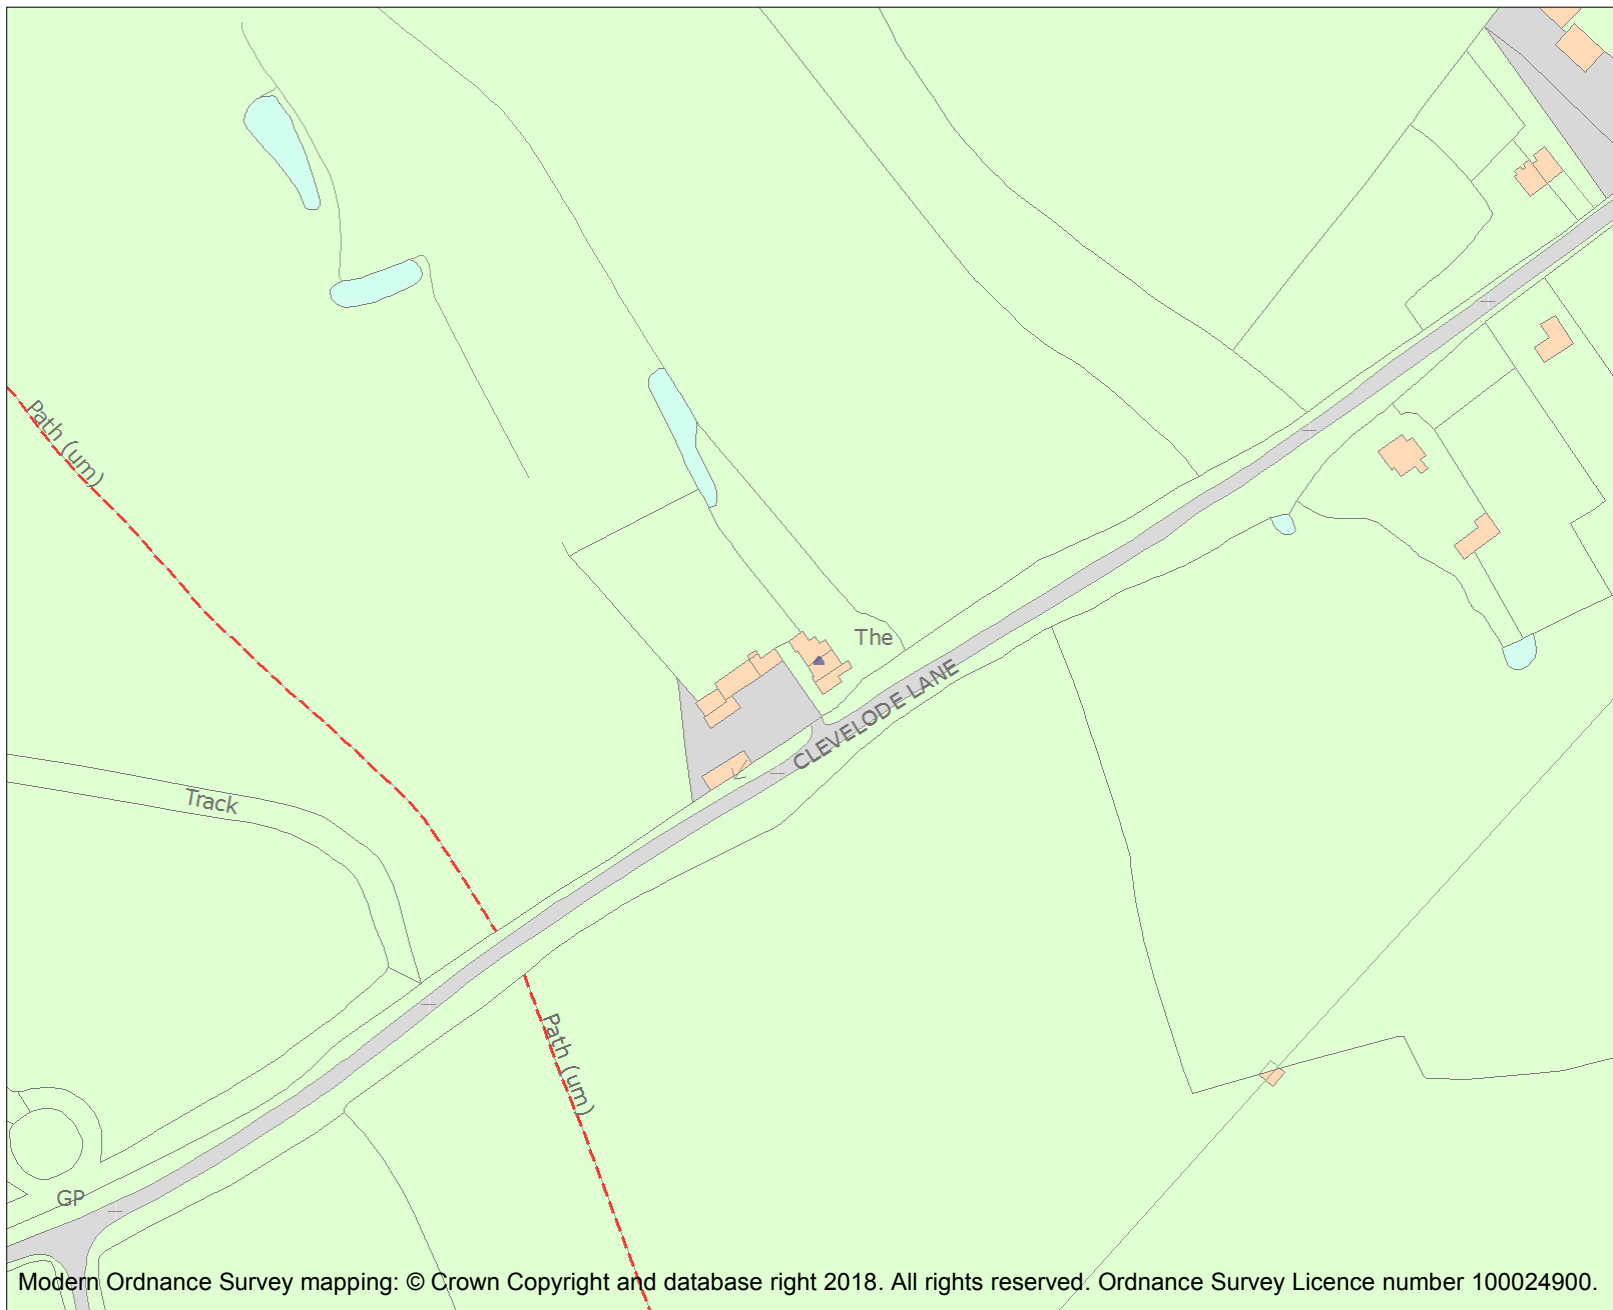 Path (um)
The
CLEVELODE LANE
Track
Path (um)
GP
Modern Ordnance Survey mapping: © Crown Copyright and database right 2018. All rights reserved. Ordnance Survey Licence number 100024900.